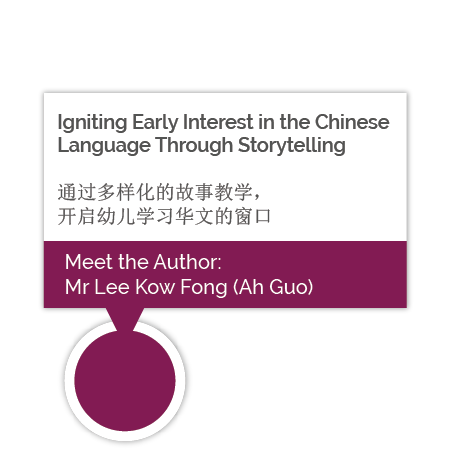 Igniting Early Interest in the Chinese
Language Through Storytelling
通过多样化的故事教学，
开启幼儿学习华文的窗口
Meet the Author:
Mr Lee Kow Fong (Ah Guo)